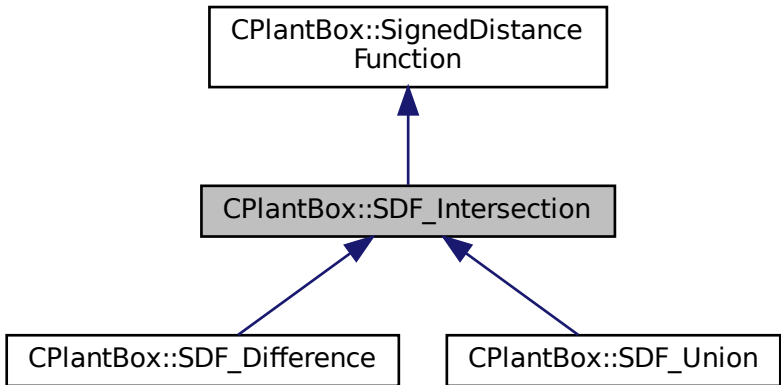 CPlantBox::SignedDistance
Function
CPlantBox::SDF_Intersection
CPlantBox::SDF_Difference
CPlantBox::SDF_Union